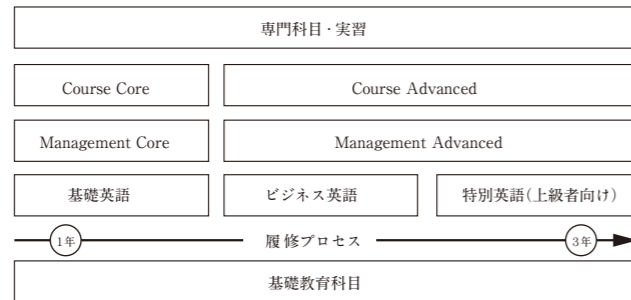 専門科目・実習
Course Core
Course Advanced
Management Core
Management Advanced
基礎英語
ビジネス英語
特別英語(上級者向け)
1年
履修プロセス
3年
基礎教育科目